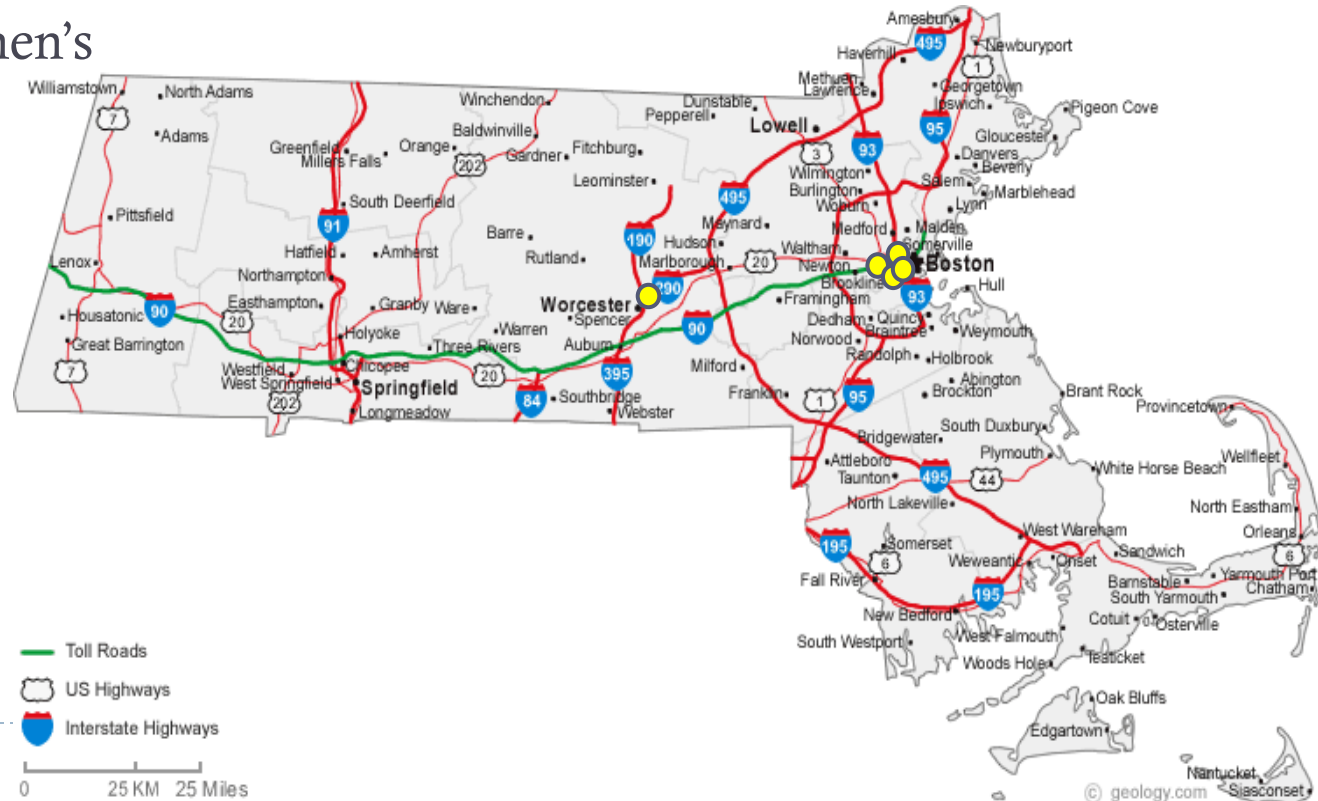 nen's
Amesbury
495
Newburyport
Haverhill
1
Methuen
Lawrence
Georgetown
Ipswich
Williamstown
North Adams
Winchendon
Dunstable
Pepperell
Pigeon Cove
7
Lowell
95
Adams
Baldwinville
Gloucester
Greenfield
Millers Falls
Orange
202
Gardner
Fitchburg
3
93
Danvers
Beverly
Leominster
Wilmington
Burlington
Salem
Marblehead
495
Woburn
Lynn
South Deerfield
Pittsfield
91
Maynard
Medford
Malden
Barre
190
Hudson
Somerville
Hatfield
Amherst
Rutland
Marlborough
20
Waltham
Newton
Boston
Lenox
Northampton
290
Brookline
Hull
Easthampton
Granby
Ware
Worcester
Framingham
93
90
20
Housatonic
Spencer
90
Dedham
Quincy
Braintree
Weymouth
Great Barrington
Holyoke
Warren
Three Rivers
Auburn
Norwood
Randolph
Holbrook
7
Westfield
Chicopee
West Springfield
Springfield
20
395
Milford
Abington
202
84
Southbridge
Franklin
1
95
Brockton
Brant Rock
Longmeadow
Webster
Provincetown
Bridgewater
South Duxbury
Attleboro
Plymouth
Wellfleet
Taunton
495
44
White Horse Beach
North Lakeville
North Eastham
195
Somerset
West Wareham
Orleans
6
Weweantic
Onset
Sandwich
6
Fall River
195
Barnstable
Yarmouth Port
South Yarmouth
Chatham
New Bedford
Cotuit
Osterville
South Westport
West Falmouth
Woods Hole
Teaticket
Toll Roads
US Highways
Interstate Highways
Oak Bluffs
Edgartown
Nantucket
Siasconset
0 25 KM 25 Miles
© geology.com